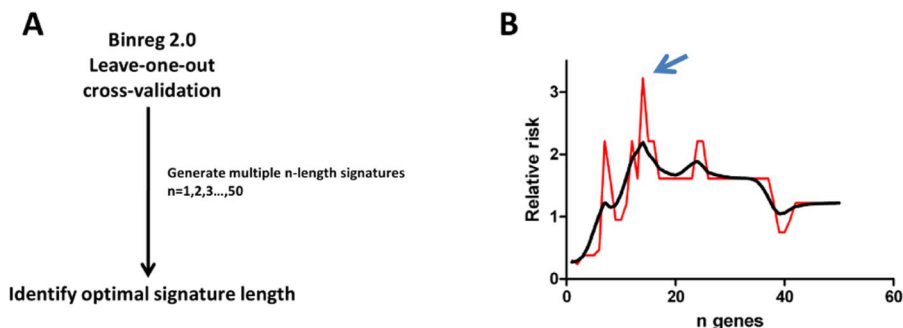 A
Binreg 2.0
Leave-one-out
cross-validation
Generate multiple n-length signatures
n=1,2,3...,50
Identify optimal signature length
B
Relative risk
3
2
1
0
0
20
40
60
n genes